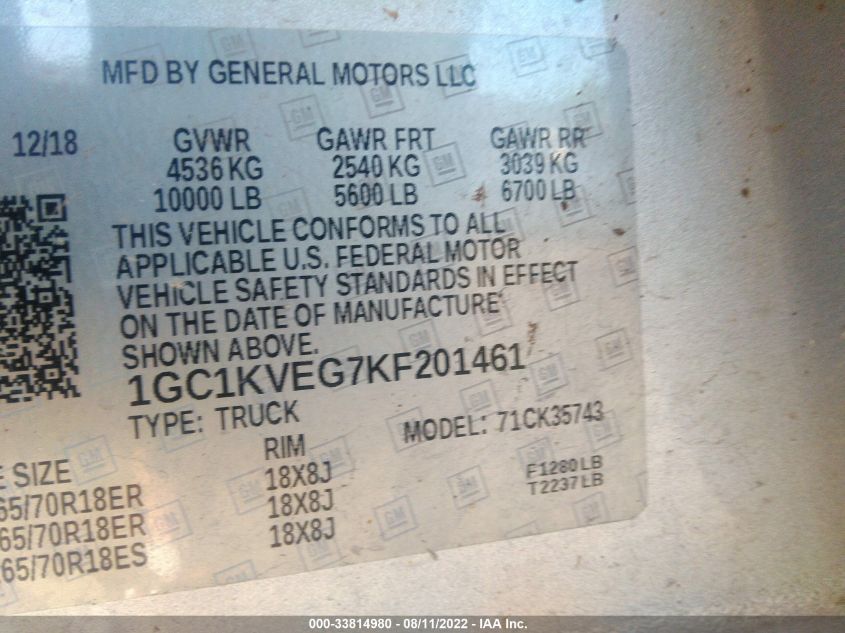 MFD BY GENERAL MOTORS LLC
12/18 GVWR GAWR FRT GAWR RR
4536 KG 2540 KG 3039 KG
10000 LB 5600 LB 6700 LB
THIS VEHICLE CONFORMS TO ALL
APPLICABLE U.S. FEDERAL MOTOR
VEHICLE SAFETY STANDARDS IN EFFECT
ON THE DATE OF MANUFACTURE
SHOWN ABOVE.
1GC1KVEG7KF201461
TYPE: TRUCK MODEL: 71CK35743
E SIZE RIM
65/70R18ER 18X8J F1280LB
65/70R18ER 18X8J T2237LB
65/70R18ES 18X8J
000-33814980 - 08/11/2022 - IAA Inc.